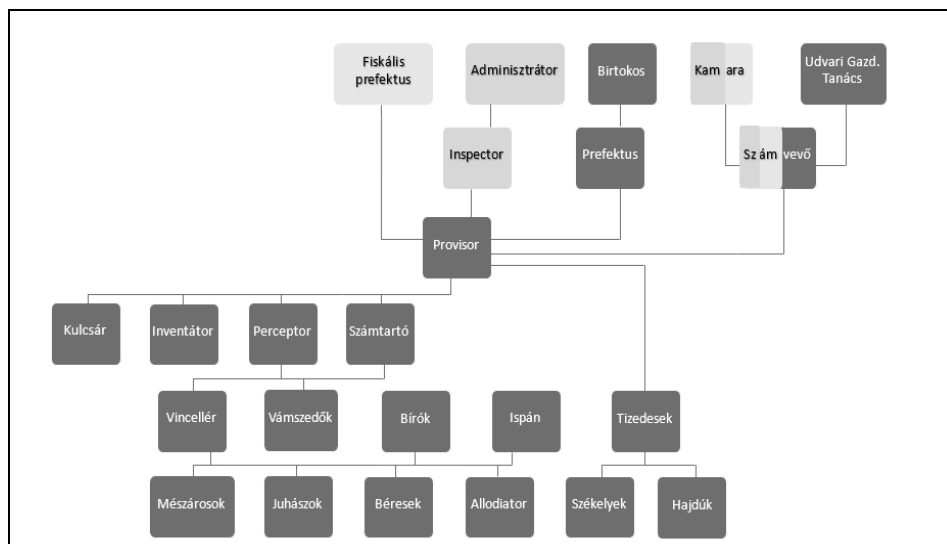 Fiskális
prefektus
Adminisztrátor
Birtokos
Kamara
Udvari Gazd.
Tanács
Inspector
Prefektus
Számvevő
Provisor
Kulcsár
Inventátor
Perceptor
Számtartó
Vincellér
Vámszedők
Bírók
Ispán
Tizedesek
Mészárosok
Juhászok
Béresek
Allodiator
Székelyek
Hajdúk